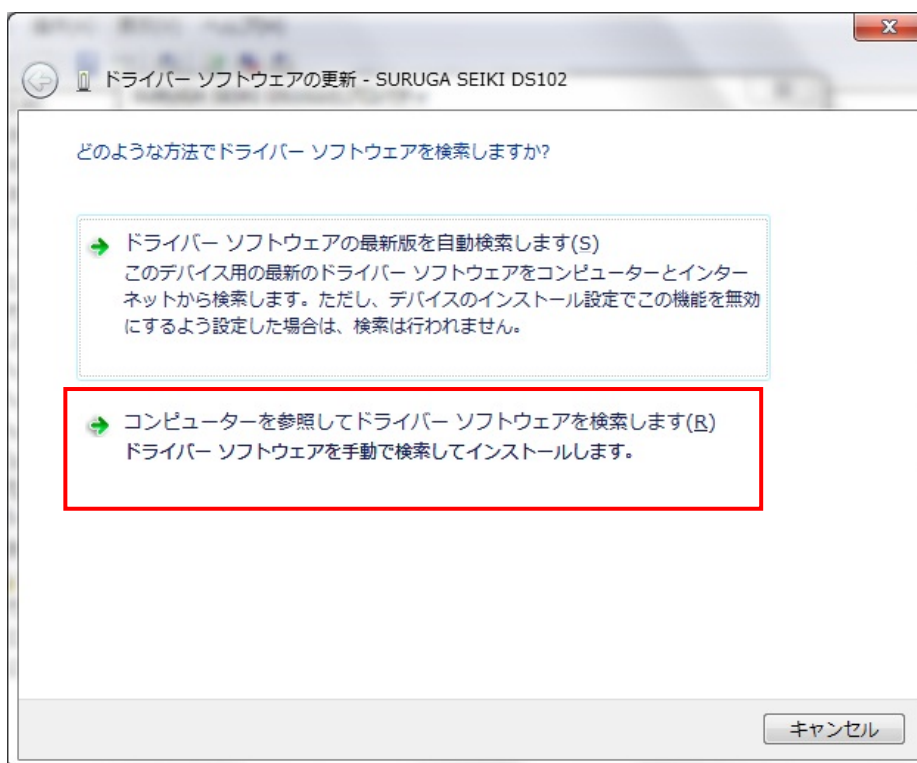 ドライバー ソフトウェアの更新 - SURUGA SEIKI DS102
どのような方法でドライバー ソフトウェアを検索しますか?
ドライバー ソフトウェアの最新版を自動検索します(S)
このデバイス用の最新のドライバー ソフトウェアをコンピューターとインター
ネットから検索します。ただし、デバイスのインストール設定でこの機能を無効
にするよう設定した場合は、検索は行われません。
コンピューターを参照してドライバー ソフトウェアを検索します(R)
ドライバー ソフトウェアを手動で検索してインストールします。
キャンセル